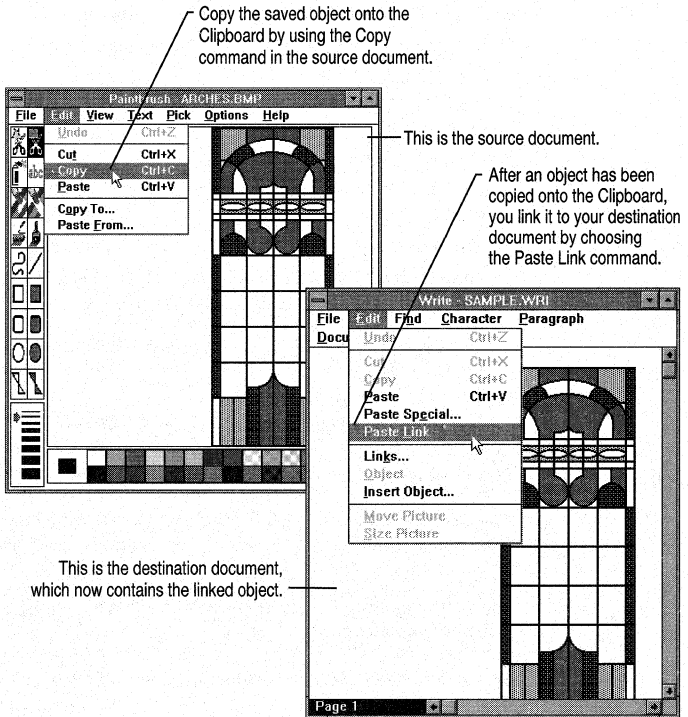 Copy the saved object onto the
Clipboard by using the Copy
command in the source document.
Paintbrush - ARCHES.BMP
File Edit View Text Pick Options Help
Undo Ctrl+Z
Cut Ctrl+X
Copy Ctrl+C
Paste Ctrl+V
Copy To...
Paste From...
abc
This is the source document.
After an object has been
copied onto the Clipboard,
you link it to your destination
document by choosing
the Paste Link command.
Write - SAMPLE.WRI
File Edit Find Character Paragraph
Docu
Undo Ctrl+Z
Cut Ctrl+X
Copy Ctrl+C
Paste Ctrl+V
Paste Special...
Paste Link
Links...
Object
Insert Object...
Move Picture
Size Picture
This is the destination document,
which now contains the linked object.
Page 1